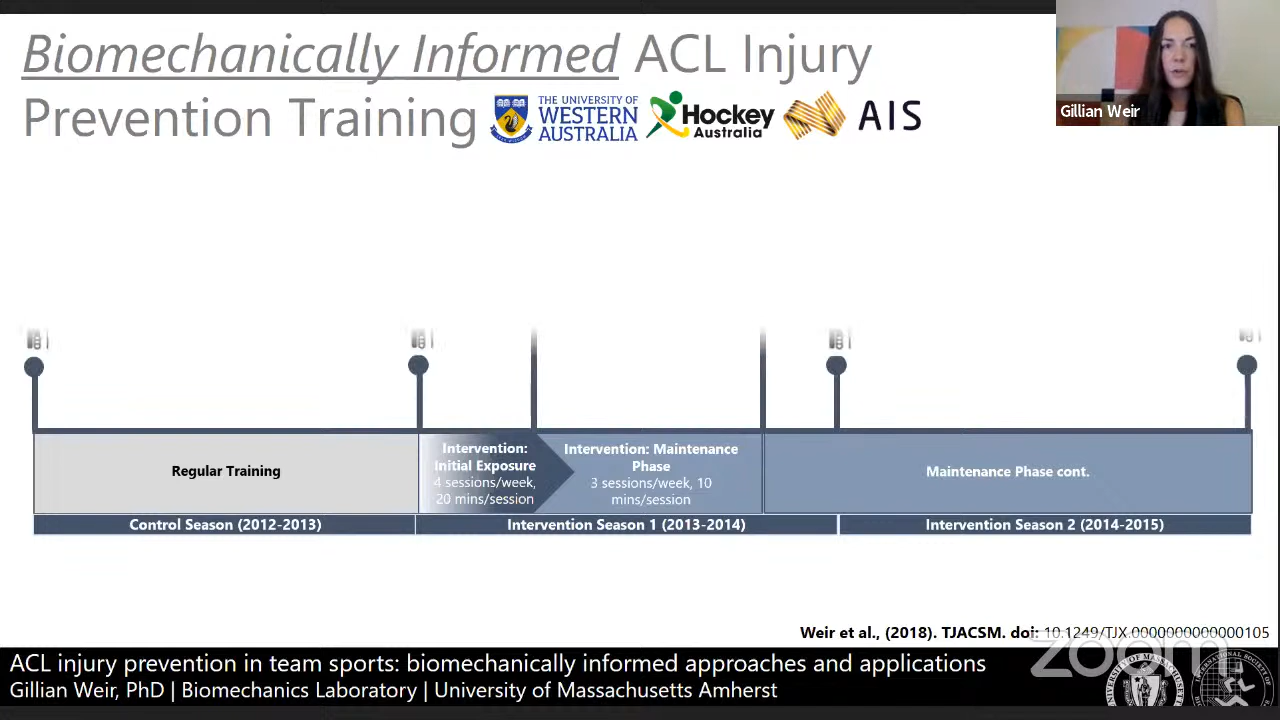 Biomechanically Informed ACL Injury
Prevention Training
THE UNIVERSITY OF
WESTERN
AUSTRALIA
Hockey
Australia
AIS
Gillian Weir
Regular Training
Intervention:
Initial Exposure
4 sessions/week,
20 mins/session
Intervention: Maintenance
Phase
3 sessions/week, 10
mins/session
Maintenance Phase cont.
Control Season (2012-2013)
Intervention Season 1 (2013-2014)
Intervention Season 2 (2014-2015)
Weir et al., (2018). TJACSM. doi: 10.1249/TJX.0000000000000105
zoom
ACL injury prevention in team sports: biomechanically informed approaches and applications
Gillian Weir, PhD | Biomechanics Laboratory | University of Massachusetts Amherst